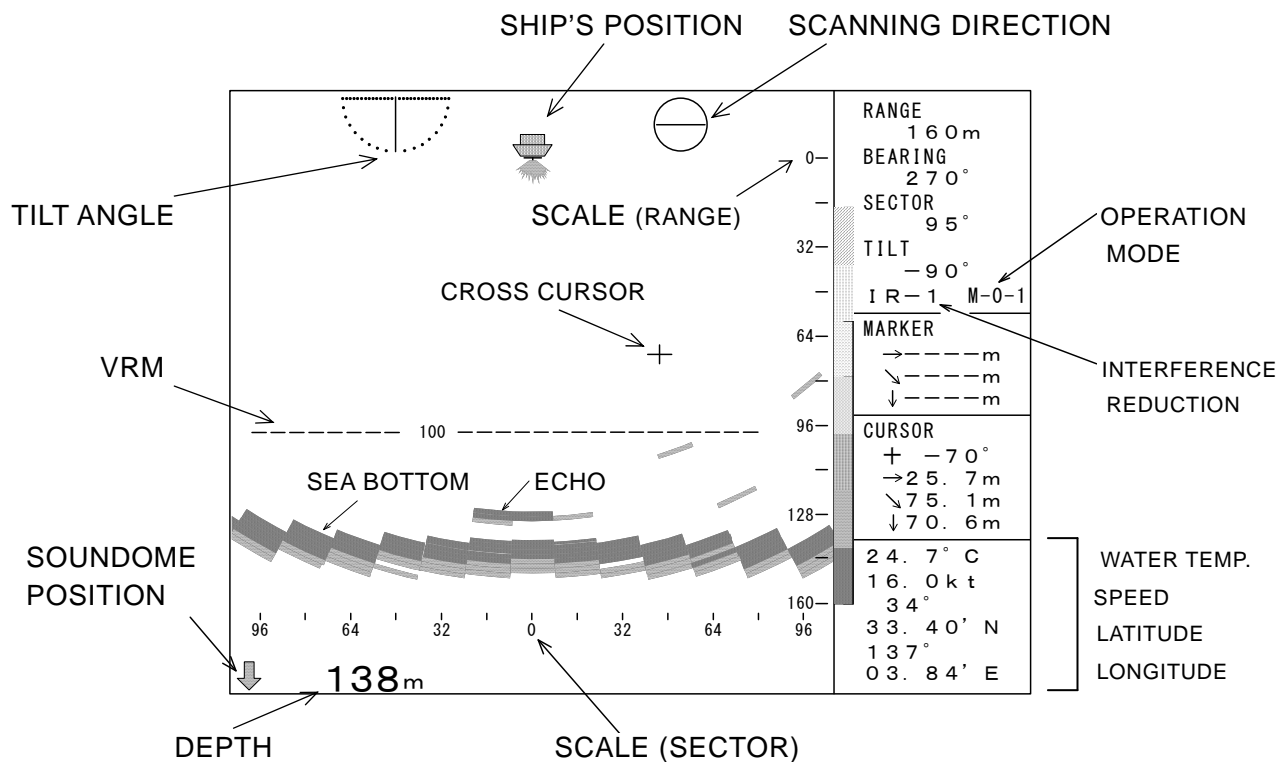 SHIP'S POSITION
SCANNING DIRECTION
TILT ANGLE
SCALE (RANGE)
CROSS CURSOR
VRM
100
SEA BOTTOM
ECHO
SOUNDOME
POSITION
0
32
64
96
128
160
96 64 32 0 32 64 96
138m
DEPTH
SCALE (SECTOR)
RANGE
160m
BEARING
270°
SECTOR
95°
TILT
−90°
IR−1 M-0-1
MARKER
→−−−−−m
↘−−−−−m
↓−−−−−m
CURSOR
+ −70°
→25. 7m
↘75. 1m
↓70. 6m
24. 7° C
16. 0kt
34°
33. 40' N
137°
03. 84' E
OPERATION
MODE
INTERFERENCE
REDUCTION
WATER TEMP.
SPEED
LATITUDE
LONGITUDE